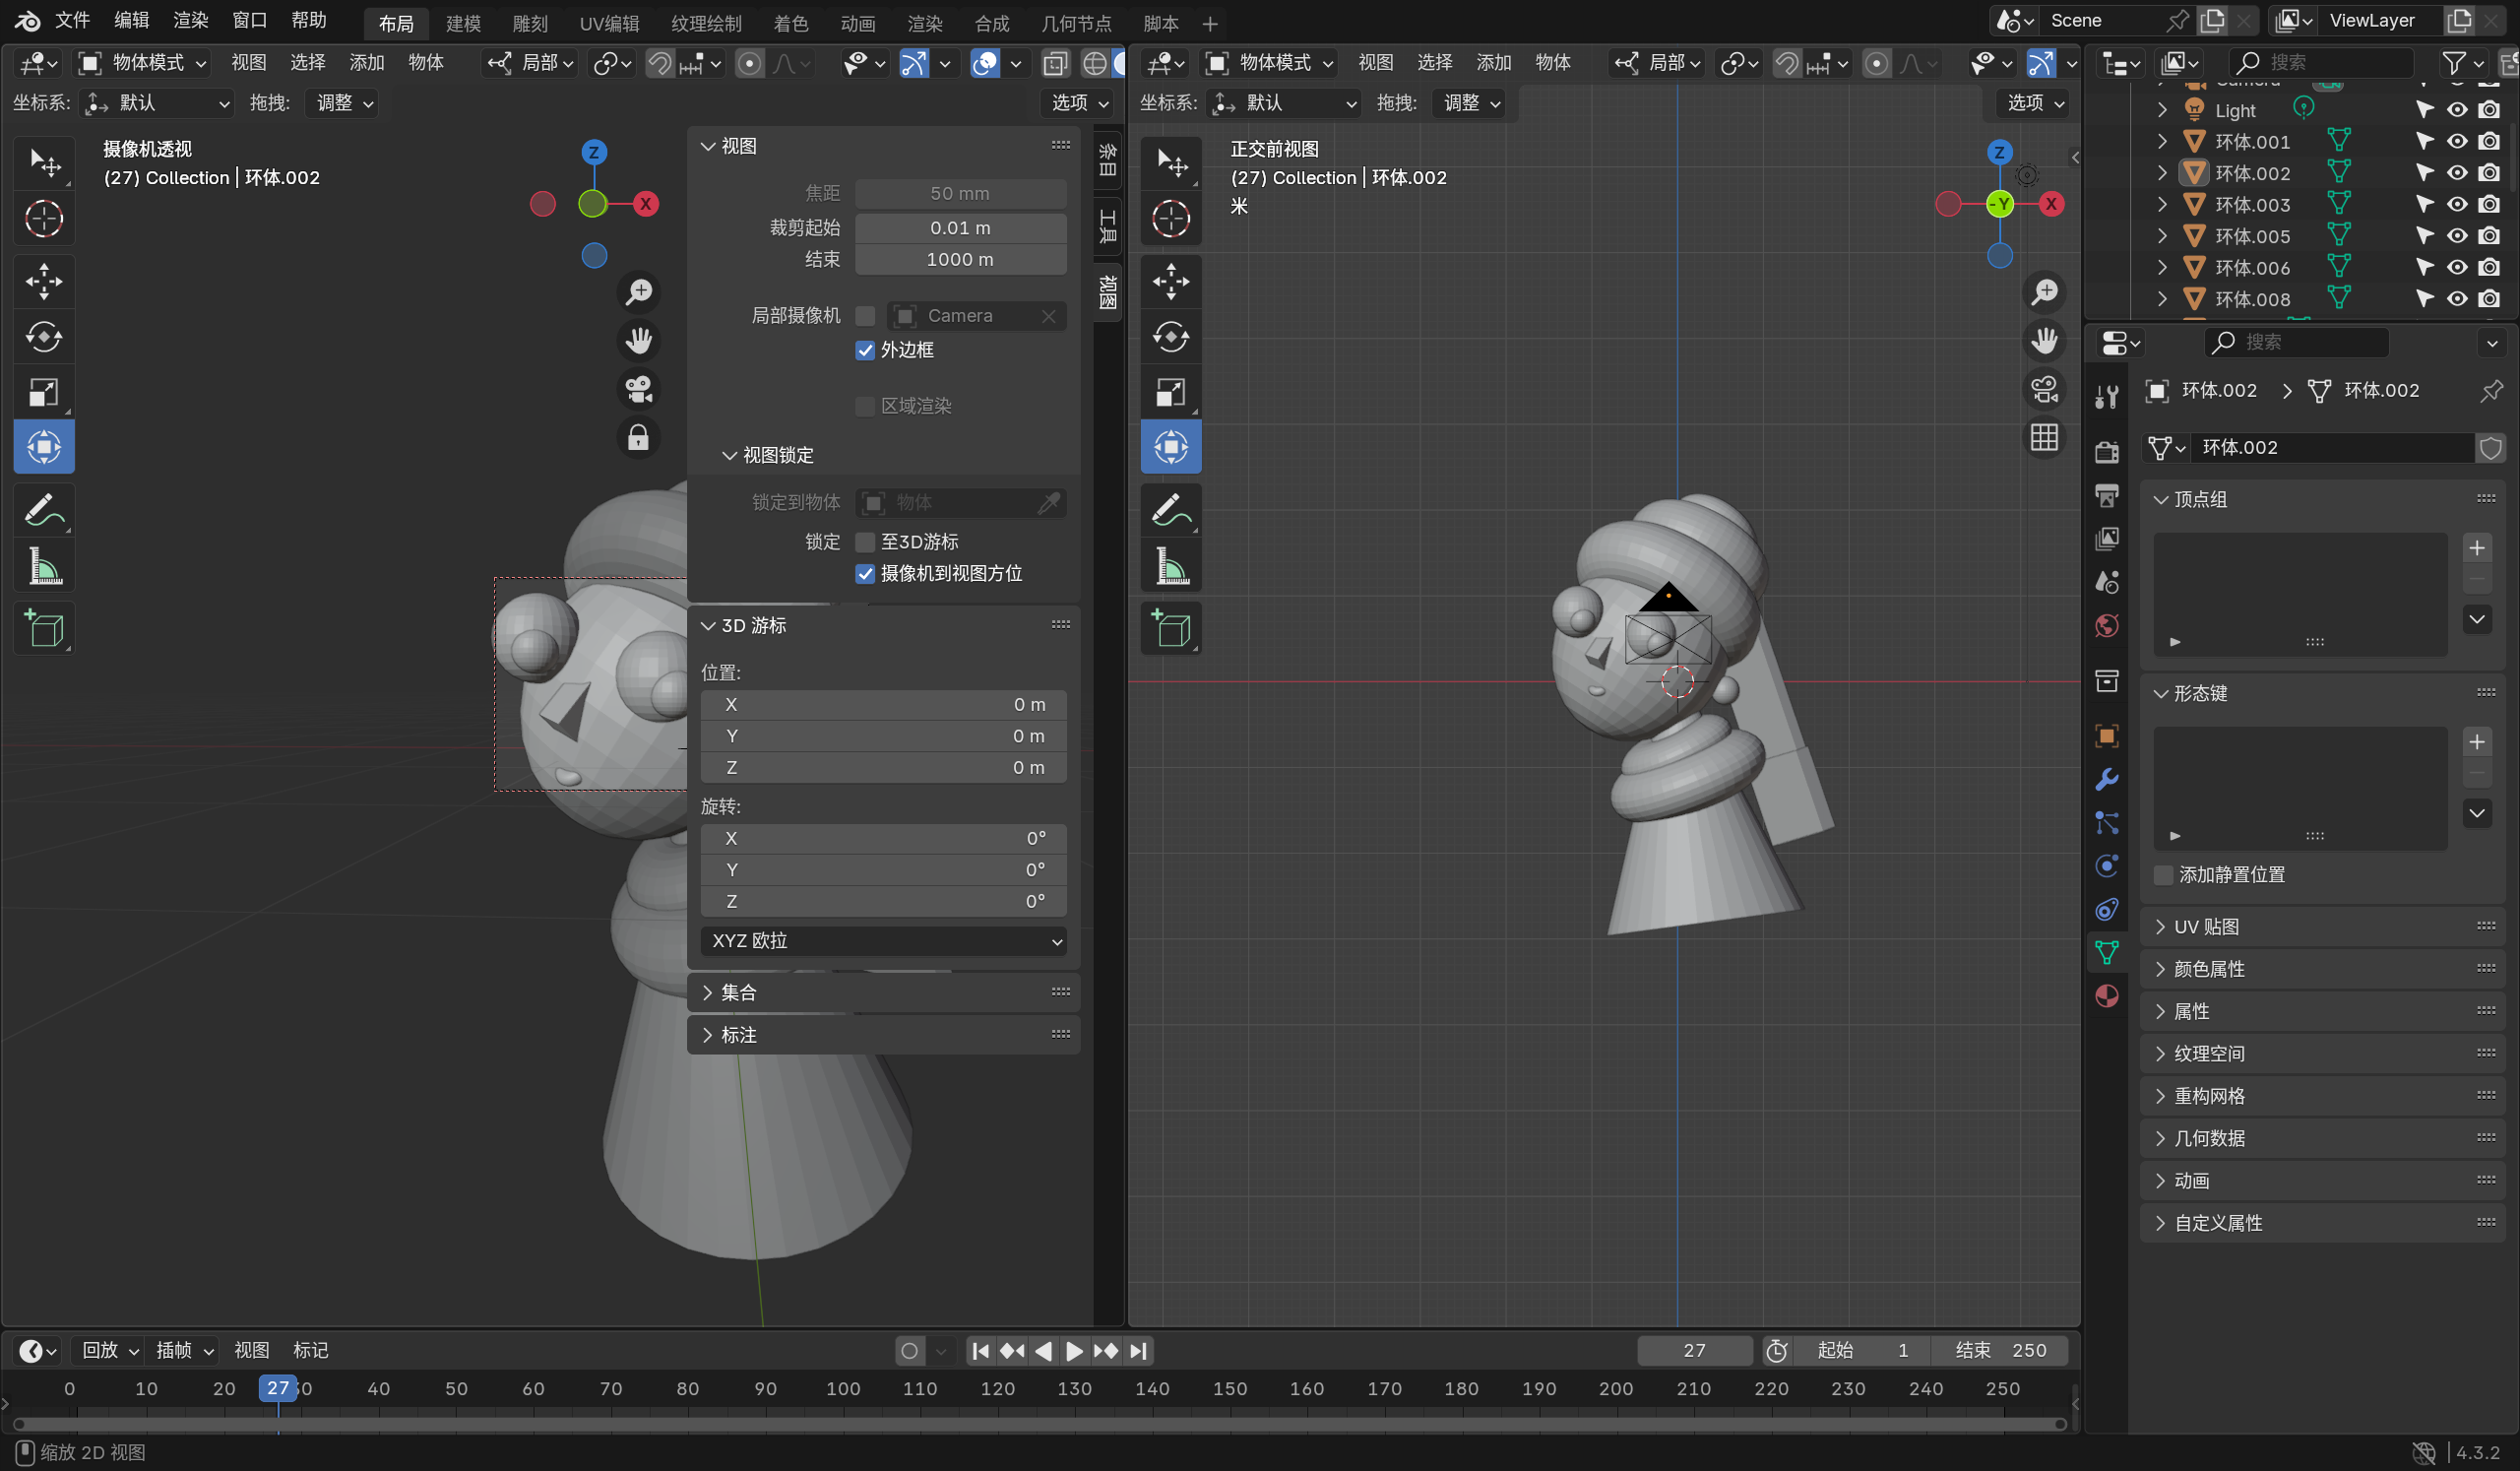 文件 编辑 渲染 窗口 帮助 布局 建模 雕刻 UV编辑 纹理绘制 着色 动画 渲染 合成 几何节点 脚本 + Scene ViewLayer
物体模式 视图 选择 添加 物体 局部
坐标系: 默认 拖拽: 调整 选项
摄像机透视
(27) Collection | 环体.002
Z
X
视图
焦距 50 mm
裁剪起始 0.01 m
结束 1000 m
局部摄像机 Camera
外边框
区域渲染
视图锁定
锁定到物体 物体
锁定 至3D游标
摄像机到视图方位
3D 游标
位置:
X 0 m
Y 0 m
Z 0 m
旋转:
X 0°
Y 0°
Z 0°
XYZ 欧拉
集合
标注
条目
工具
视图
物体模式 视图 选择 添加 物体 局部
坐标系: 默认 拖拽: 调整 选项
正交前视图
(27) Collection | 环体.002
米
Z
-Y
X
搜索
Light
环体.001
环体.002
环体.003
环体.005
环体.006
环体.008
搜索
环体.002 环体.002
环体.002
顶点组
形态键
添加静置位置
UV 贴图
颜色属性
属性
纹理空间
重构网格
几何数据
动画
自定义属性
回放 插帧 视图 标记 27 起始 1 结束 250
0 10 20 27 40 50 60 70 80 90 100 110 120 130 140 150 160 170 180 190 200 210 220 230 240 250
缩放 2D 视图 4.3.2